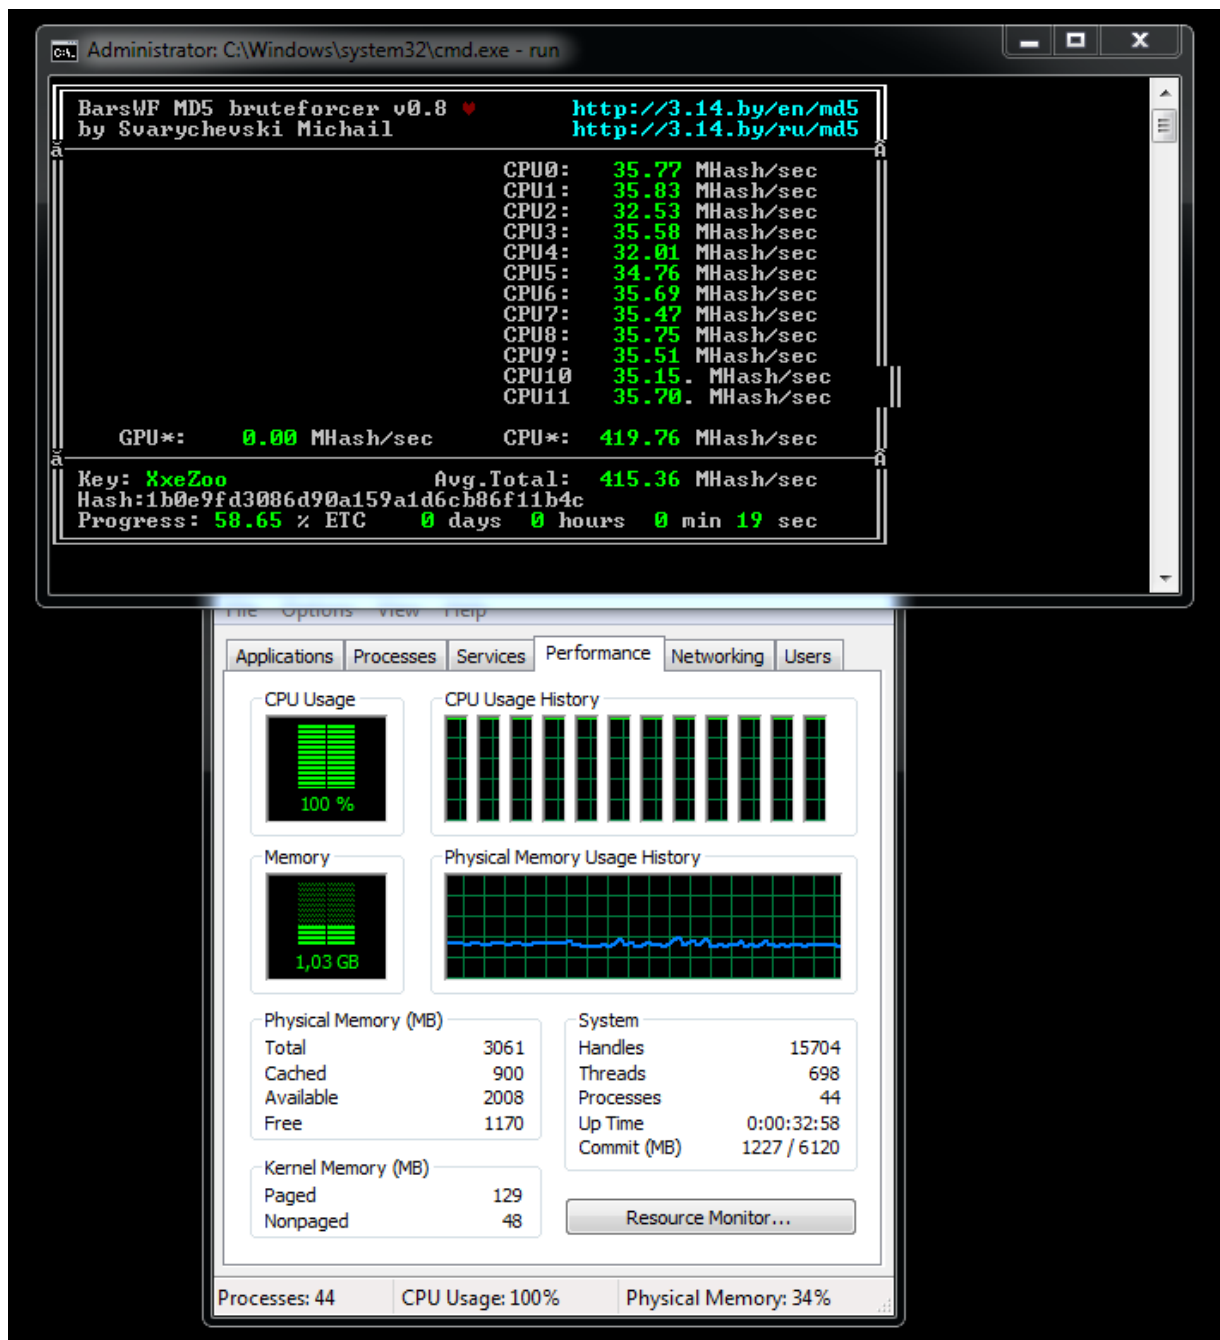 Administrator: C:\Windows\system32\cmd.exe - run
BarsWF MD5 bruteforcer v0.8 ♥ http://3.14.by/en/md5
by Svarychevski Michail http://3.14.by/ru/md5
CPU0: 35.77 MHash/sec
CPU1: 35.83 MHash/sec
CPU2: 32.53 MHash/sec
CPU3: 35.58 MHash/sec
CPU4: 32.01 MHash/sec
CPU5: 34.76 MHash/sec
CPU6: 35.69 MHash/sec
CPU7: 35.47 MHash/sec
CPU8: 35.75 MHash/sec
CPU9: 35.51 MHash/sec
CPU10 35.15. MHash/sec
CPU11 35.70. MHash/sec
GPU*: 0.00 MHash/sec CPU*: 419.76 MHash/sec
Key: XxeZoo Avg.Total: 415.36 MHash/sec
Hash:1b0e9fd3086d90a159a1d6cb86f11b4c
Progress: 58.65 % ETC 0 days 0 hours 0 min 19 sec
File Options View Help
Applications Processes Services Performance Networking Users
CPU Usage CPU Usage History
100 %
Memory Physical Memory Usage History
1,03 GB
Physical Memory (MB)
Total 3061
Cached 900
Available 2008
Free 1170
System
Handles 15704
Threads 698
Processes 44
Up Time 0:00:32:58
Commit (MB) 1227 / 6120
Kernel Memory (MB)
Paged 129
Nonpaged 48
Resource Monitor...
Processes: 44 CPU Usage: 100% Physical Memory: 34%